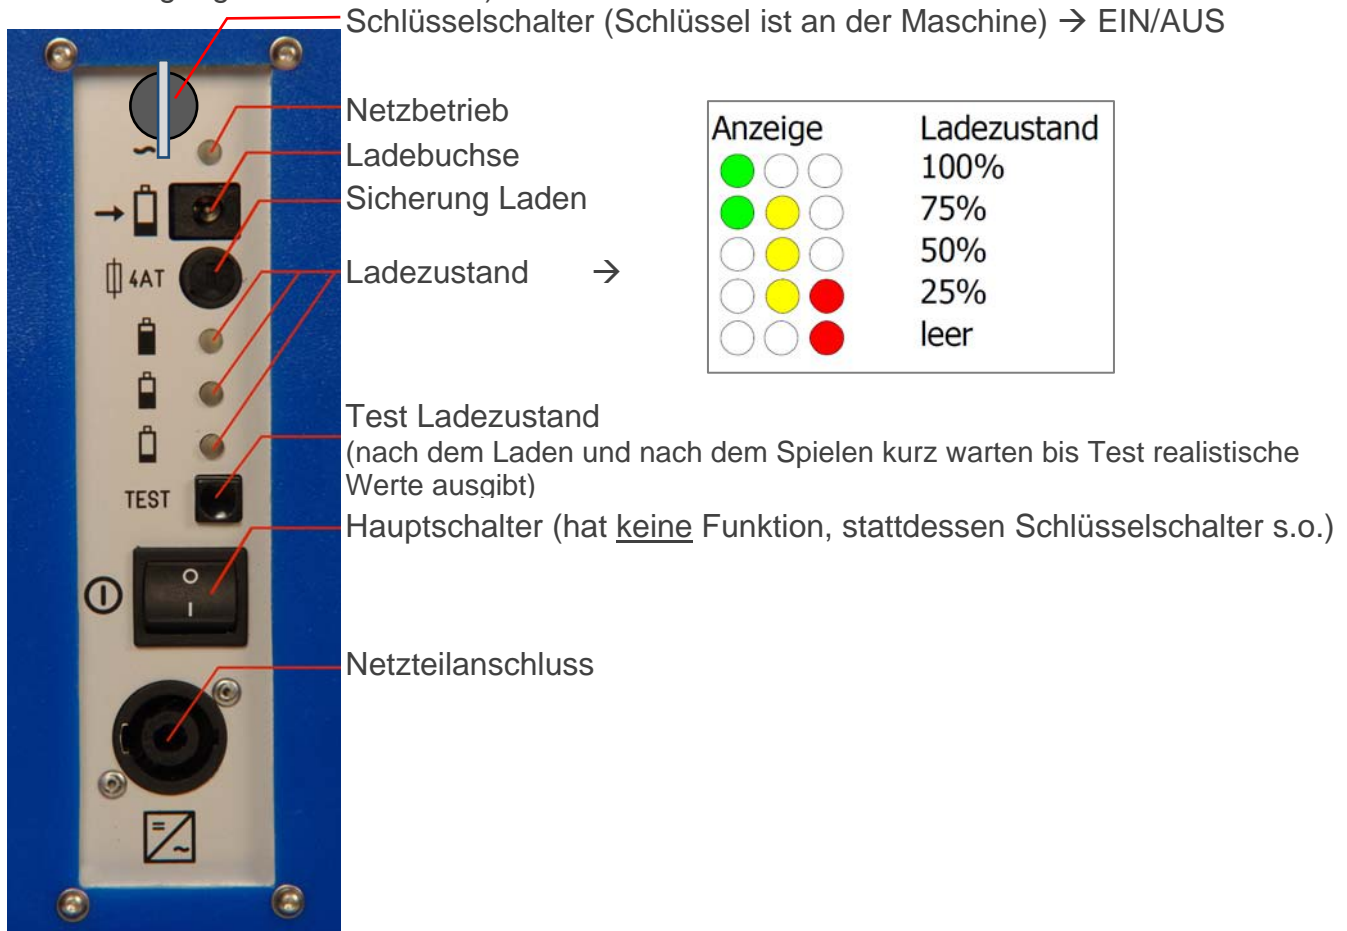 Schlüsselschalter (Schlüssel ist an der Maschine) → EIN/AUS
Netzbetrieb
Ladebuchse
Sicherung Laden
Ladezustand →
Anzeige Ladezustand
100%
75%
50%
25%
leer
4AT
Test Ladezustand
(nach dem Laden und nach dem Spielen kurz warten bis Test realistische
Werte ausgibt)
TEST
Hauptschalter (hat keine Funktion, stattdessen Schlüsselschalter s.o.)
O
I
Netzteilanschluss